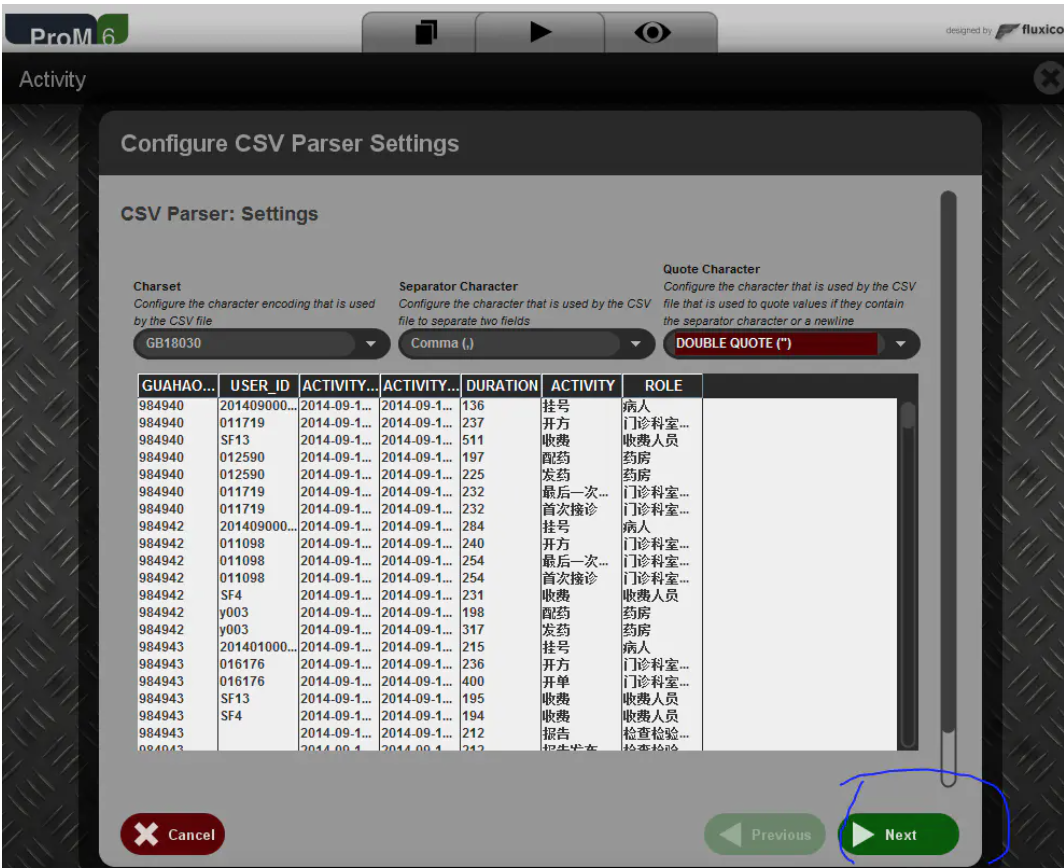 ProM 6
designed by fluxico
Activity
Configure CSV Parser Settings
CSV Parser: Settings
Charset
Configure the character encoding that is used
by the CSV file
GB18030
Separator Character
Configure the character that is used by the CSV
file to separate two fields
Comma (,)
Quote Character
Configure the character that is used by the CSV
file that is used to quote values if they contain
the separator character or a newline
DOUBLE QUOTE (")
GUAHAO... USER_ID ACTIVITY... ACTIVITY... DURATION ACTIVITY ROLE
984940 201409000... 2014-09-1... 2014-09-1... 136 挂号 病人
984940 011719 2014-09-1... 2014-09-1... 237 开方 门诊科室...
984940 SF13 2014-09-1... 2014-09-1... 511 收费 收费人员
984940 012590 2014-09-1... 2014-09-1... 197 配药 药房
984940 012590 2014-09-1... 2014-09-1... 225 发药 药房
984940 011719 2014-09-1... 2014-09-1... 232 最后一次... 门诊科室...
984940 011719 2014-09-1... 2014-09-1... 232 首次接诊 门诊科室...
984942 201409000... 2014-09-1... 2014-09-1... 284 挂号 病人
984942 011098 2014-09-1... 2014-09-1... 240 开方 门诊科室...
984942 011098 2014-09-1... 2014-09-1... 254 最后一次... 门诊科室...
984942 011098 2014-09-1... 2014-09-1... 254 首次接诊 门诊科室...
984942 SF4 2014-09-1... 2014-09-1... 231 收费 收费人员
984942 y003 2014-09-1... 2014-09-1... 198 配药 药房
984942 y003 2014-09-1... 2014-09-1... 317 发药 药房
984943 201401000... 2014-09-1... 2014-09-1... 215 挂号 病人
984943 016176 2014-09-1... 2014-09-1... 236 开方 门诊科室...
984943 016176 2014-09-1... 2014-09-1... 400 开单 门诊科室...
984943 SF13 2014-09-1... 2014-09-1... 195 收费 收费人员
984943 SF4 2014-09-1... 2014-09-1... 194 收费 收费人员
984943 2014-09-1... 2014-09-1... 212 报告 检查检验...
Cancel
Previous
Next